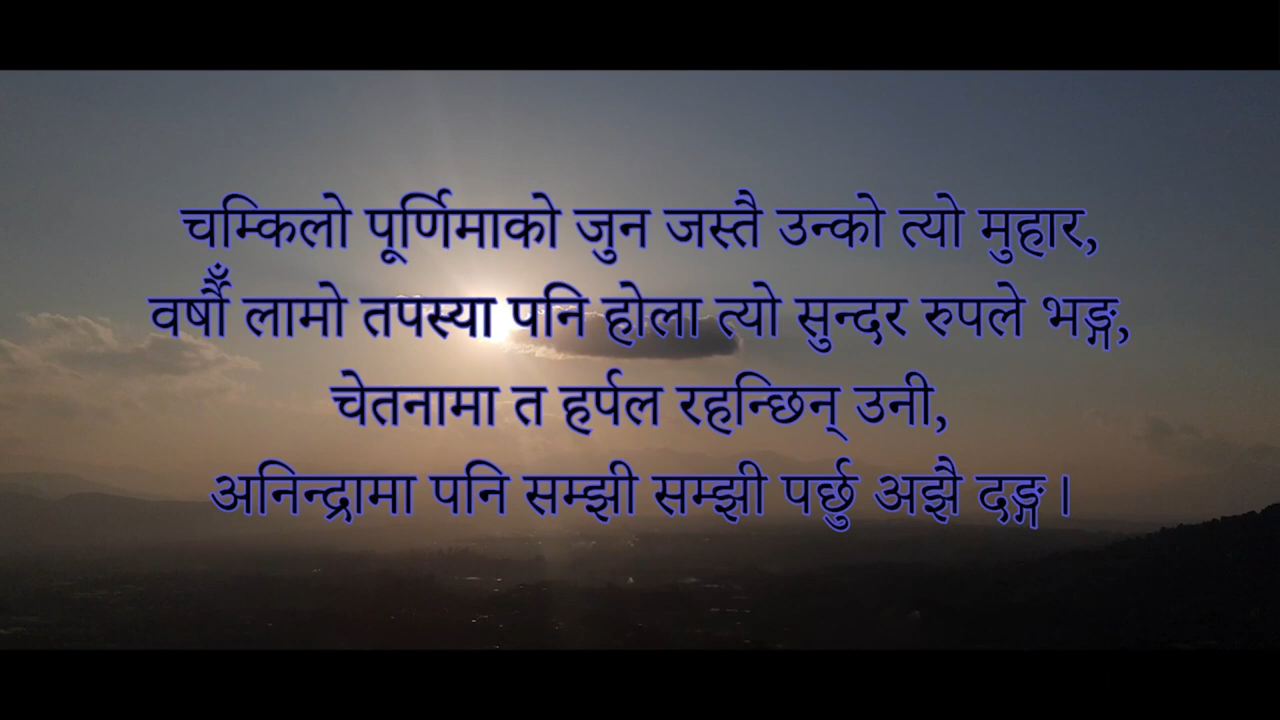 चम्किलो पूर्णिमाको जुन जस्तै उन्को त्यो मुहार,
वर्षौँ लामो तपस्या पनि होला त्यो सुन्दर रुपले भङ्ग,
चेतनामा त हर्पल रहन्छिन् उनी,
अनिन्द्रामा पनि सम्झी सम्झी पर्छु अझै दङ्ग।